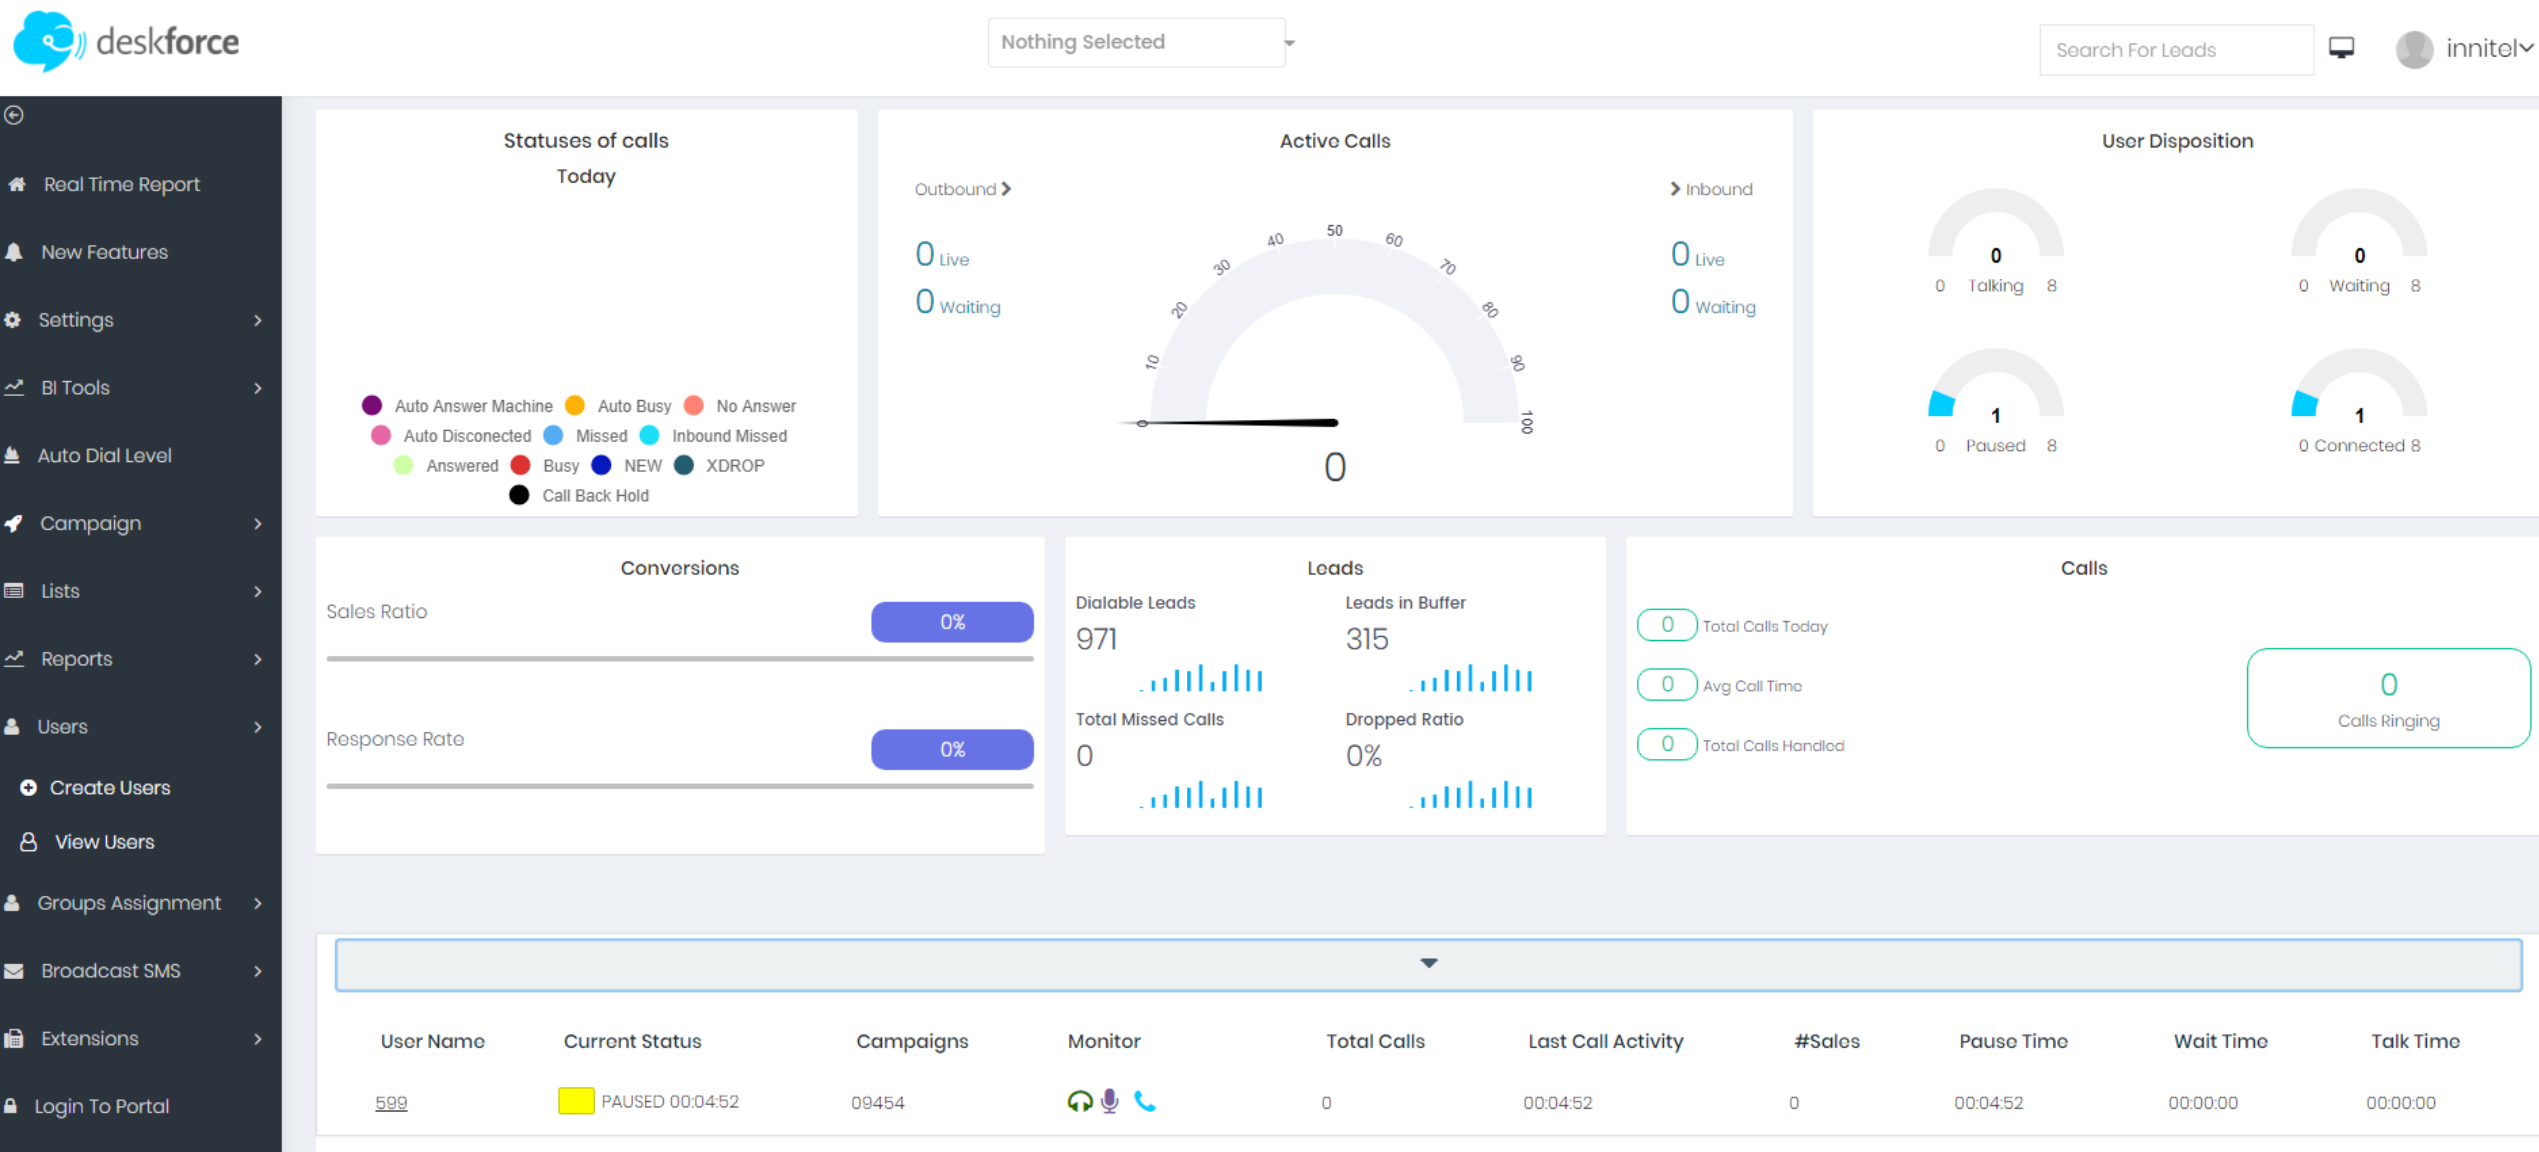 deskforce
Nothing Selected
Search For Leads
innitel
Real Time Report
New Features
Settings
BI Tools
Auto Dial Level
Campaign
Lists
Reports
Users
Create Users
View Users
Groups Assignment
Broadcast SMS
Extensions
Login To Portal
Statuses of calls
Today
Auto Answer Machine Auto Busy No Answer
Auto Disconected Missed Inbound Missed
Answered Busy NEW XDROP
Call Back Hold
Active Calls
Outbound
0 Live
0 Waiting
Inbound
0 Live
0 Waiting
0 10 20 30 40 50 60 70 80 90 100
0
User Disposition
0
0 Talking 8
0
0 Waiting 8
1
0 Paused 8
1
0 Connected 8
Conversions
Sales Ratio 0%
Response Rate 0%
Leads
Dialable Leads
971
Leads in Buffer
315
Total Missed Calls
0
Dropped Ratio
0%
Calls
0 Total Calls Today
0 Avg Call Time
0 Total Calls Handled
0
Calls Ringing
User Name Current Status Campaigns Monitor Total Calls Last Call Activity #Sales Pause Time Wait Time Talk Time
599 PAUSED 00:04:52 09454 0 00:04:52 0 00:04:52 00:00:00 00:00:00